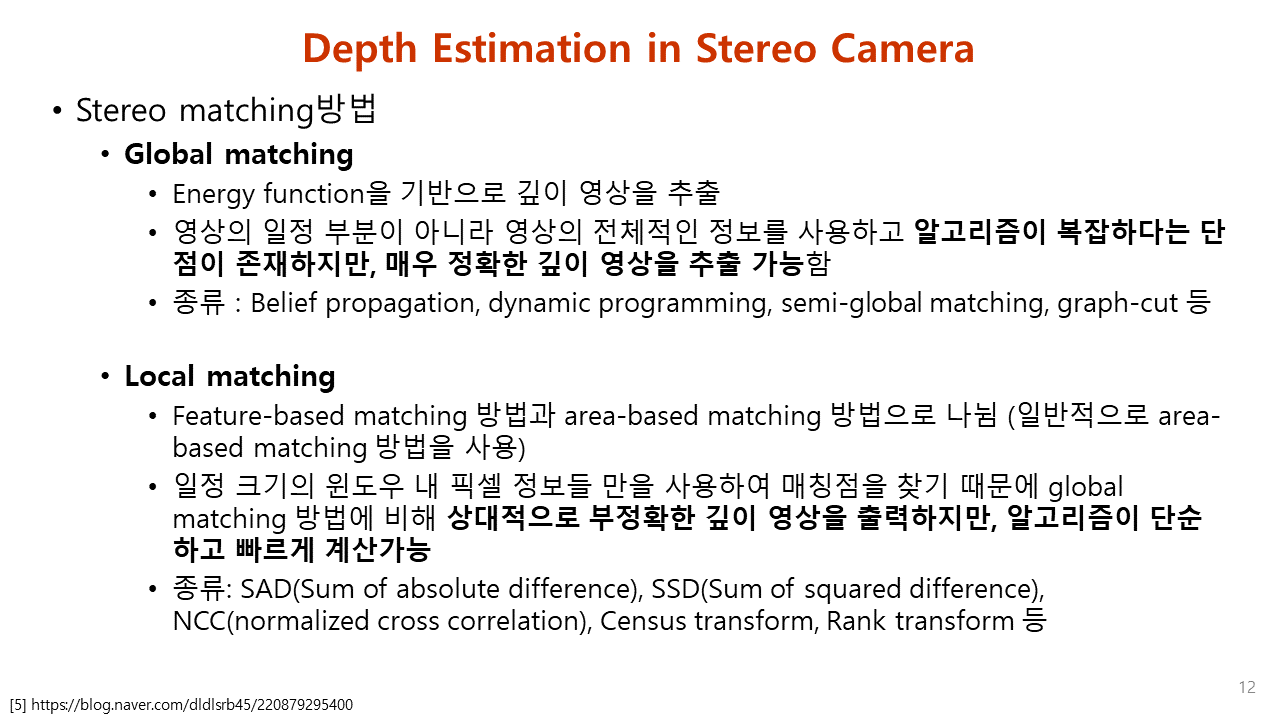 Depth Estimation in Stereo Camera
• Stereo matching방법
• Global matching
• Energy function을 기반으로 깊이 영상을 추출
• 영상의 일정 부분이 아니라 영상의 전체적인 정보를 사용하고 알고리즘이 복잡하다는 단
점이 존재하지만, 매우 정확한 깊이 영상을 추출 가능함
• 종류 : Belief propagation, dynamic programming, semi-global matching, graph-cut 등
• Local matching
• Feature-based matching 방법과 area-based matching 방법으로 나뉨 (일반적으로 area-
based matching 방법을 사용)
• 일정 크기의 윈도우 내 픽셀 정보들 만을 사용하여 매칭점을 찾기 때문에 global
matching 방법에 비해 상대적으로 부정확한 깊이 영상을 출력하지만, 알고리즘이 단순
하고 빠르게 계산가능
• 종류: SAD(Sum of absolute difference), SSD(Sum of squared difference),
NCC(normalized cross correlation), Census transform, Rank transform 등
12
[5] https://blog.naver.com/dldlsrb45/220879295400